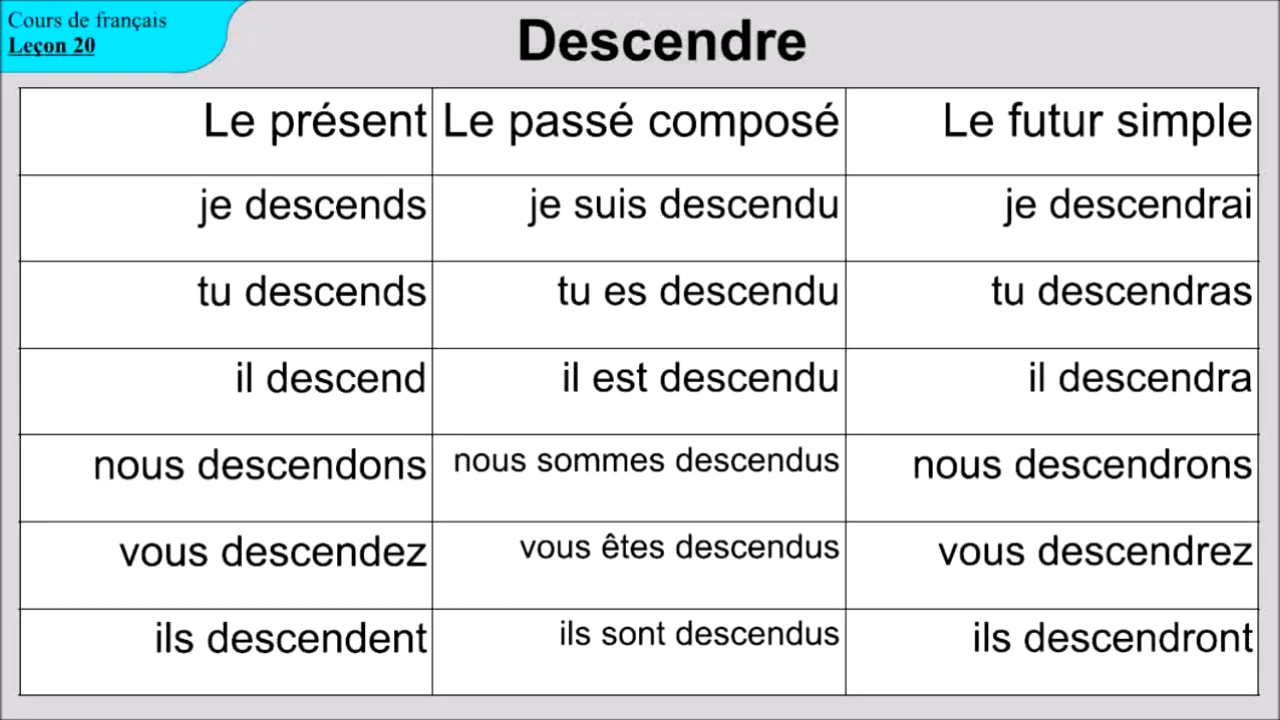 Cours de français
Leçon 20
Descendre
Le présent Le passé composé Le futur simple
je descends je suis descendu je descendrai
tu descends tu es descendu tu descendras
il descend il est descendu il descendra
nous descendons nous sommes descendus nous descendrons
vous descendez vous êtes descendus vous descendrez
ils descendent ils sont descendus ils descendront